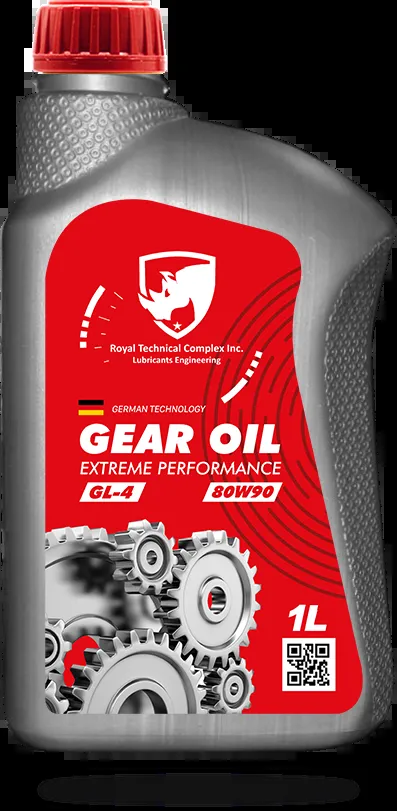 Royal Technical Complex Inc.
Lubricants Engineering
GERMAN TECHNOLOGY
GEAR OIL
EXTREME PERFORMANCE
GL-4 80W90
1L